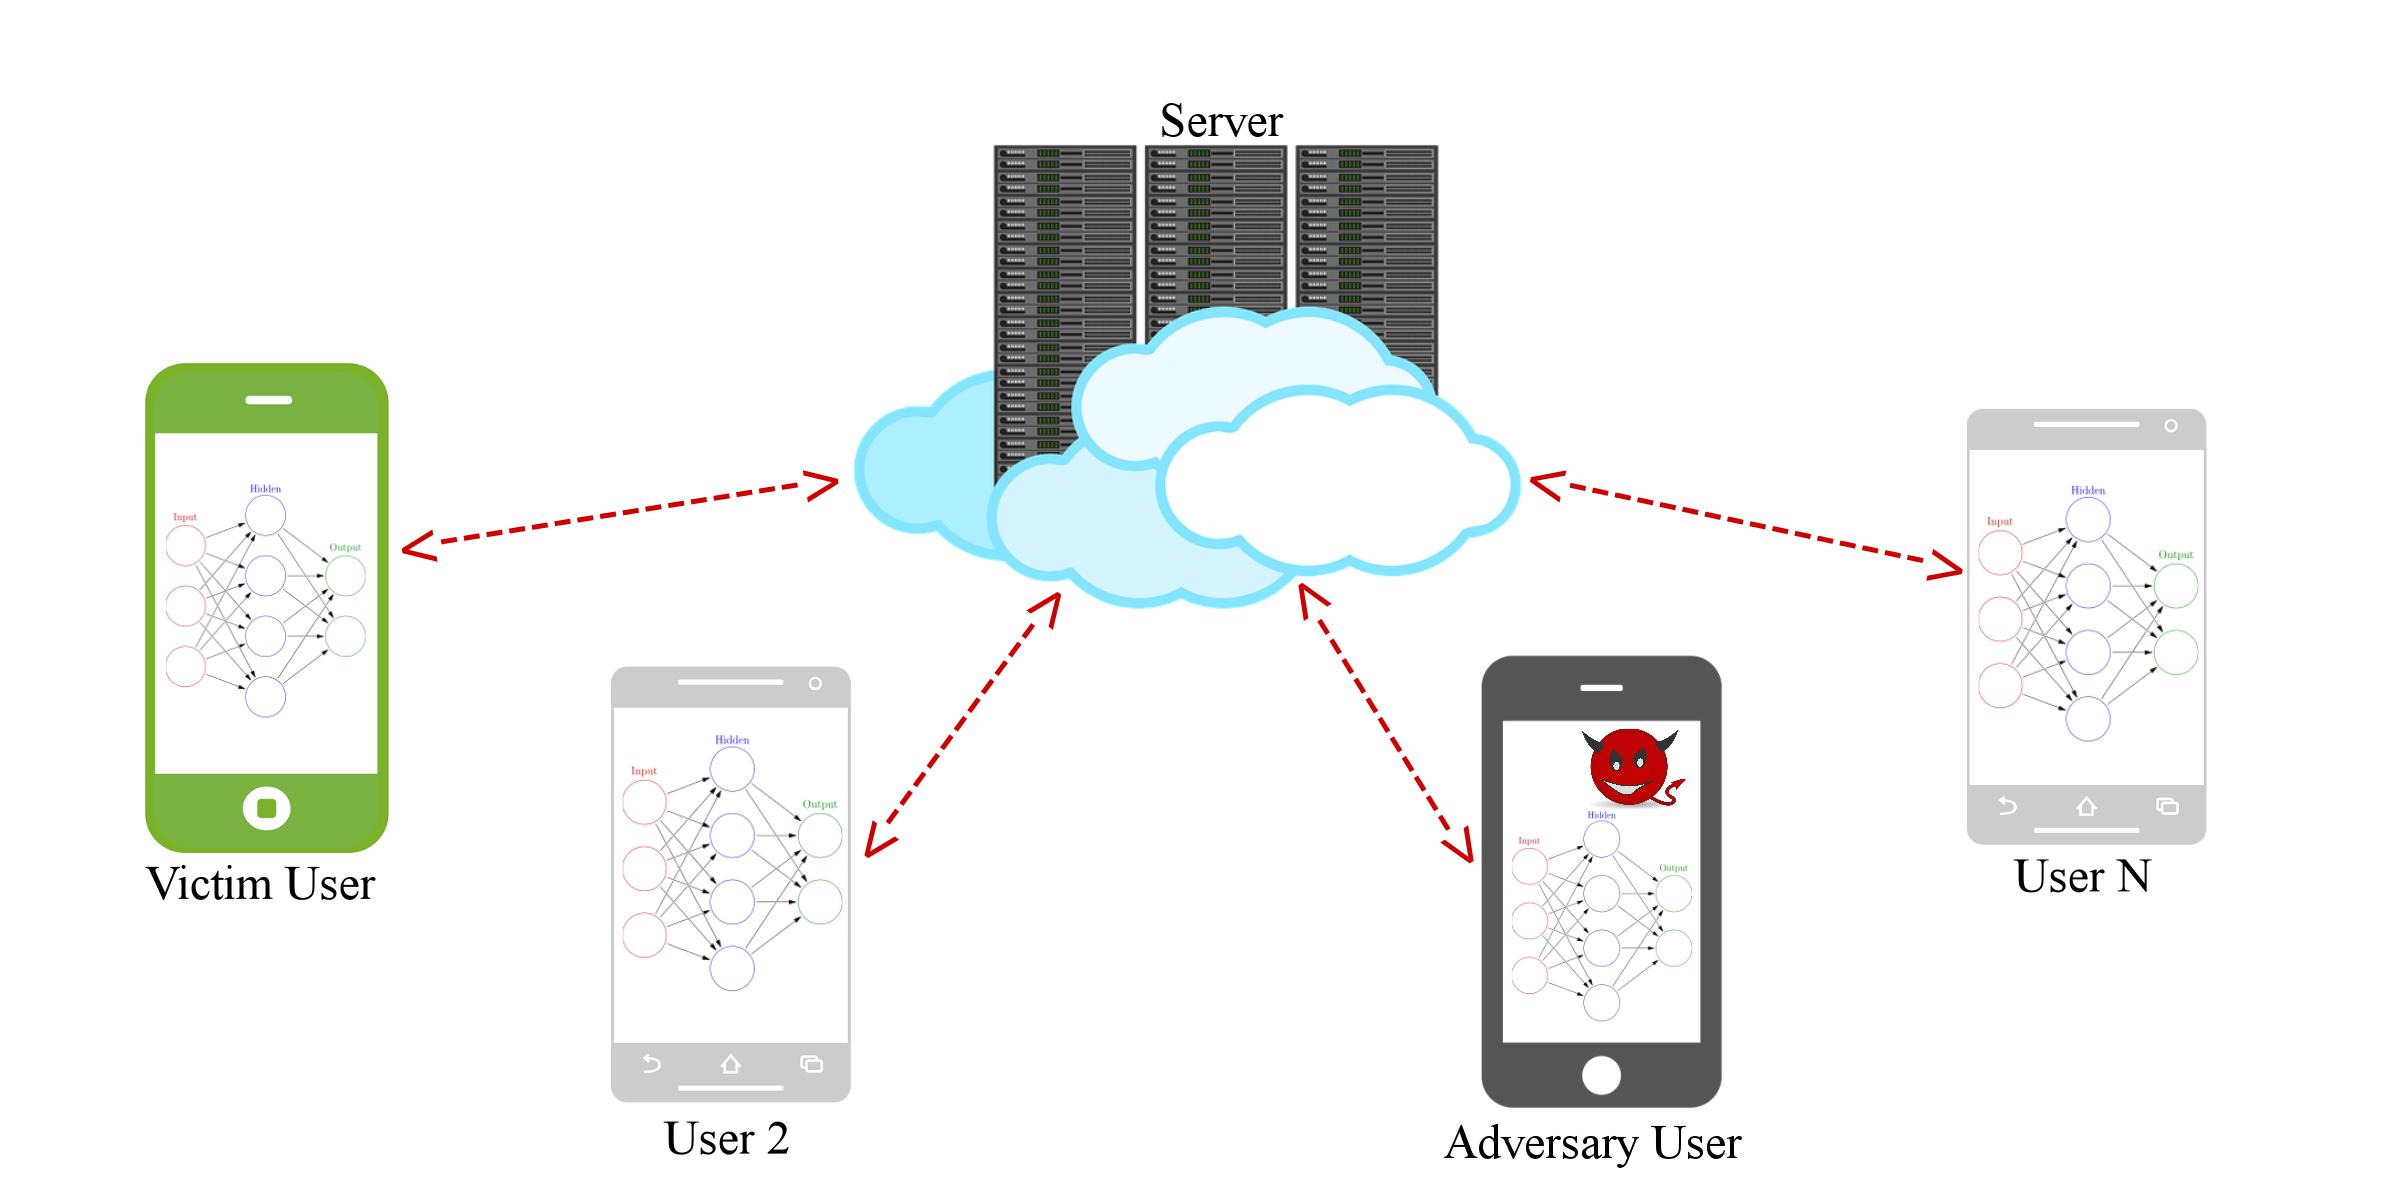 Server
Hidden
Input
Output
Victim User
Hidden
Input
Output
User 2
Hidden
Input
Output
Adversary User
Hidden
Input
Output
User N